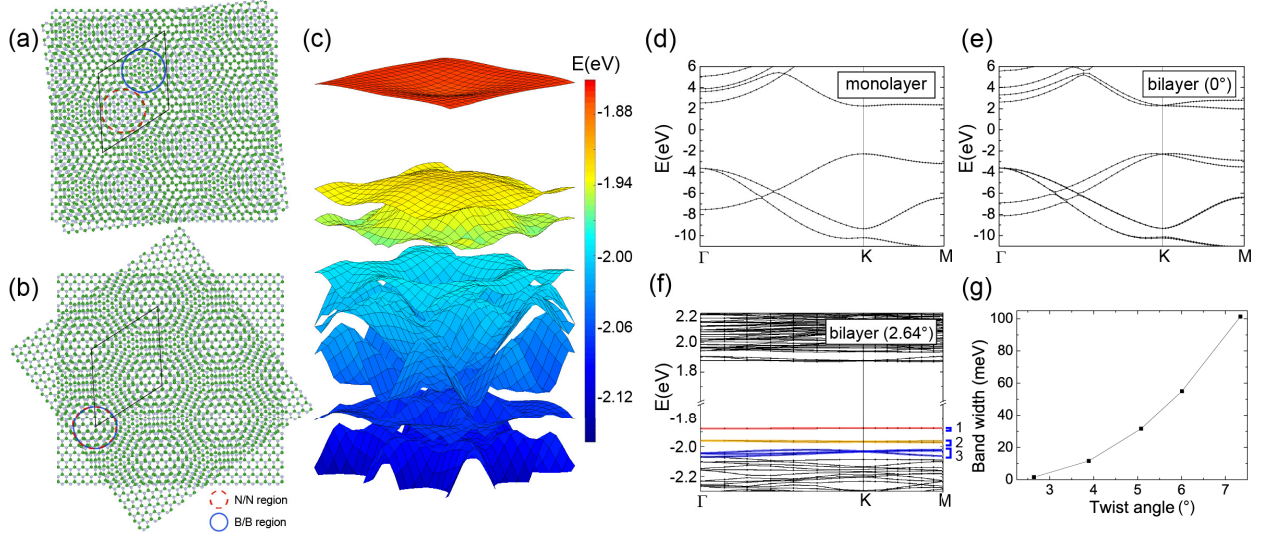 (a)
(b)
N/N region
B/B region
(c)
E(eV)
-1.88
-1.94
-2.00
-2.06
-2.12
(d)
monolayer
E(eV)
6
4
2
0
-2
-4
-6
-8
-10
Γ
K
M
(e)
bilayer (0°)
E(eV)
6
4
2
0
-2
-4
-6
-8
-10
Γ
K
M
(f)
bilayer (2.64°)
E(eV)
2.2
2.0
1.8
-1.8
-2.0
-2.2
1
2
3
Γ
K
M
(g)
Band width (meV)
100
80
60
40
20
0
3
4
5
6
7
Twist angle (°)